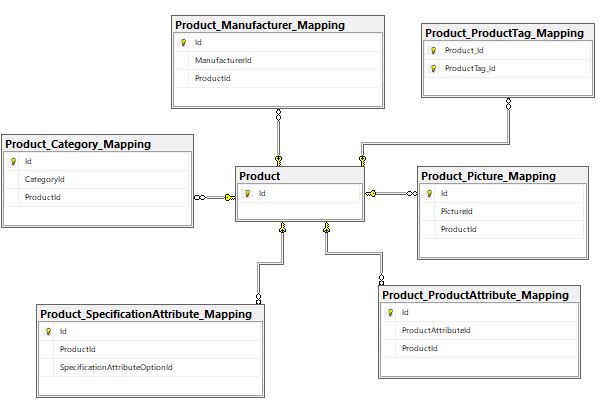 Product_Manufacturer_Mapping
Id
ManufacturerId
ProductId
Product_ProductTag_Mapping
Product_Id
ProductTag_Id
Product_Category_Mapping
Id
CategoryId
ProductId
Product
Id
Product_Picture_Mapping
Id
PictureId
ProductId
Product_SpecificationAttribute_Mapping
Id
ProductId
SpecificationAttributeOptionId
Product_ProductAttribute_Mapping
Id
ProductAttributeId
ProductId